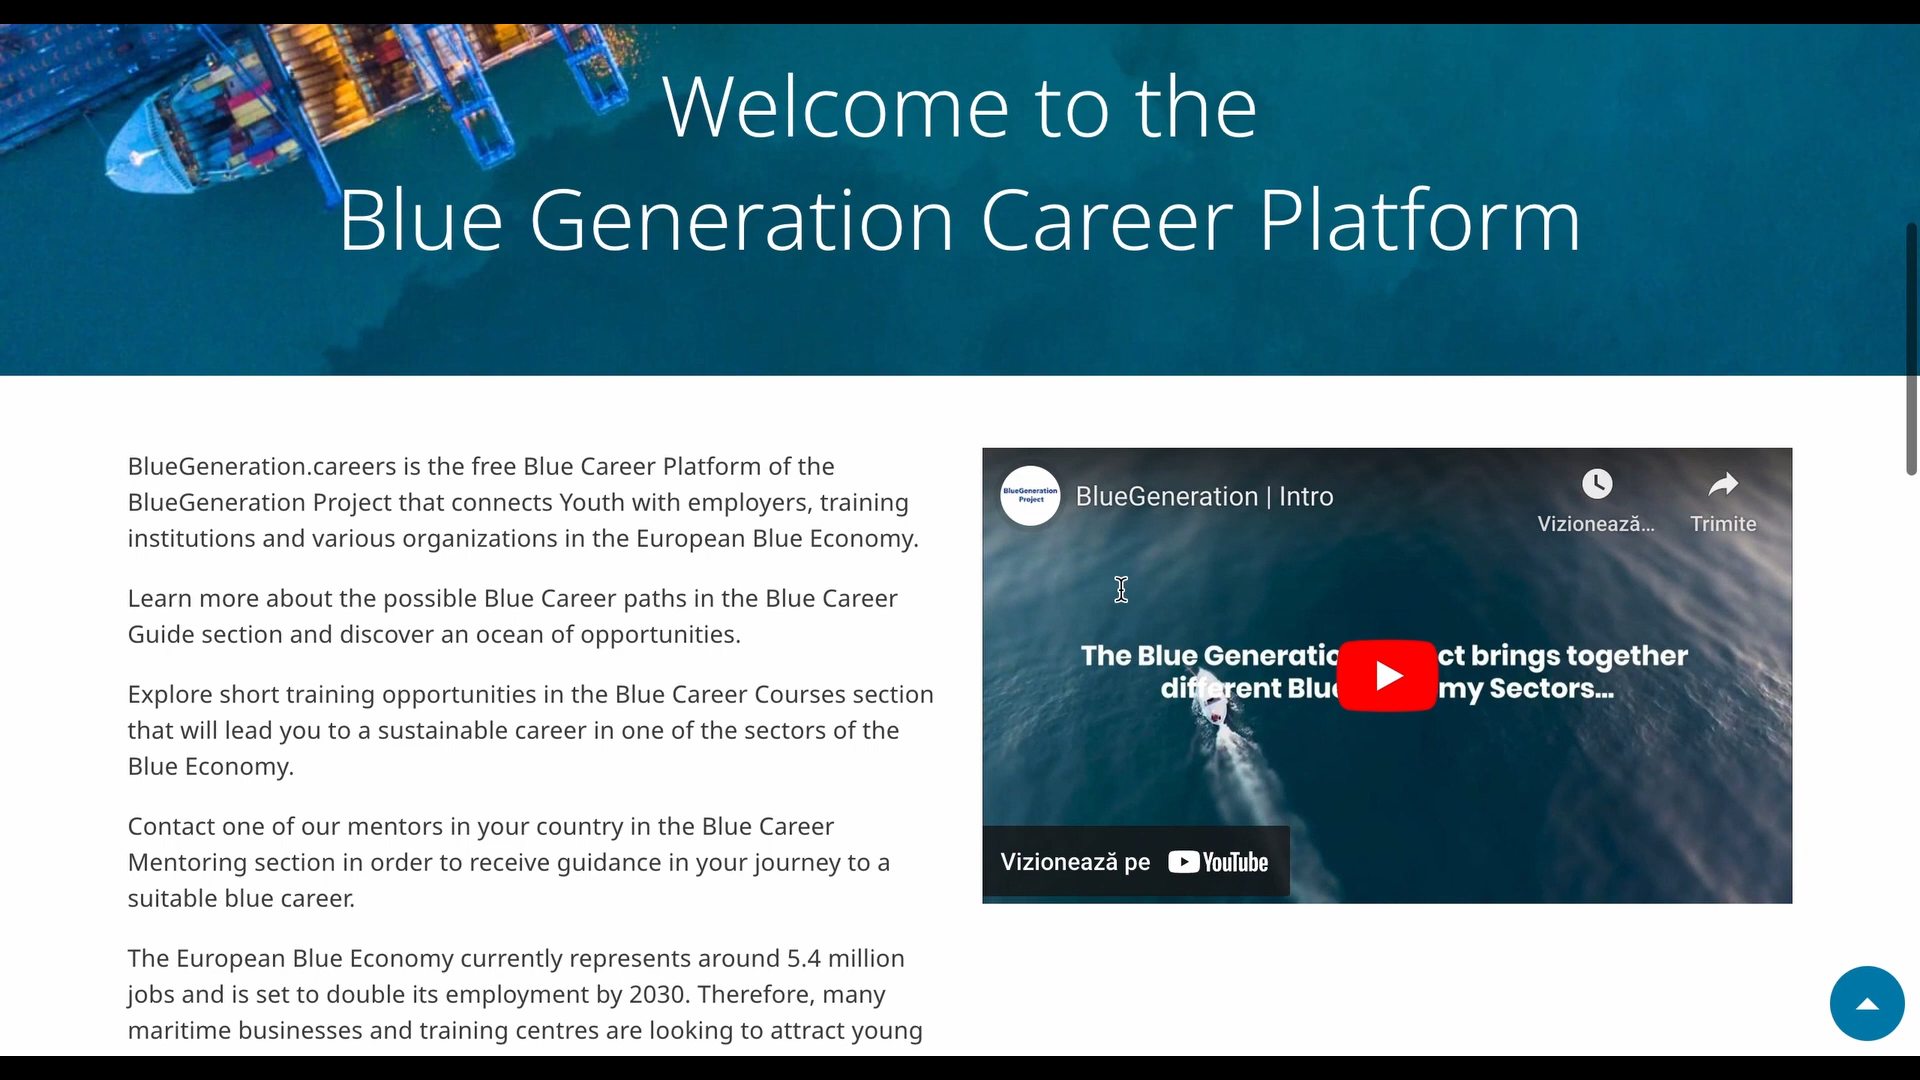 Welcome to the
Blue Generation Career Platform
BlueGeneration.careers is the free Blue Career Platform of the
BlueGeneration Project that connects Youth with employers, training
institutions and various organizations in the European Blue Economy.
Learn more about the possible Blue Career paths in the Blue Career
Guide section and discover an ocean of opportunities.
Explore short training opportunities in the Blue Career Courses section
that will lead you to a sustainable career in one of the sectors of the
Blue Economy.
Contact one of our mentors in your country in the Blue Career
Mentoring section in order to receive guidance in your journey to a
suitable blue career.
The European Blue Economy currently represents around 5.4 million
jobs and is set to double its employment by 2030. Therefore, many
maritime businesses and training centres are looking to attract young
BlueGeneration
Project
BlueGeneration | Intro
Vizionează...
Trimite
The Blue Generatio ct brings together
different Blu my Sectors...
Vizionează pe YouTube